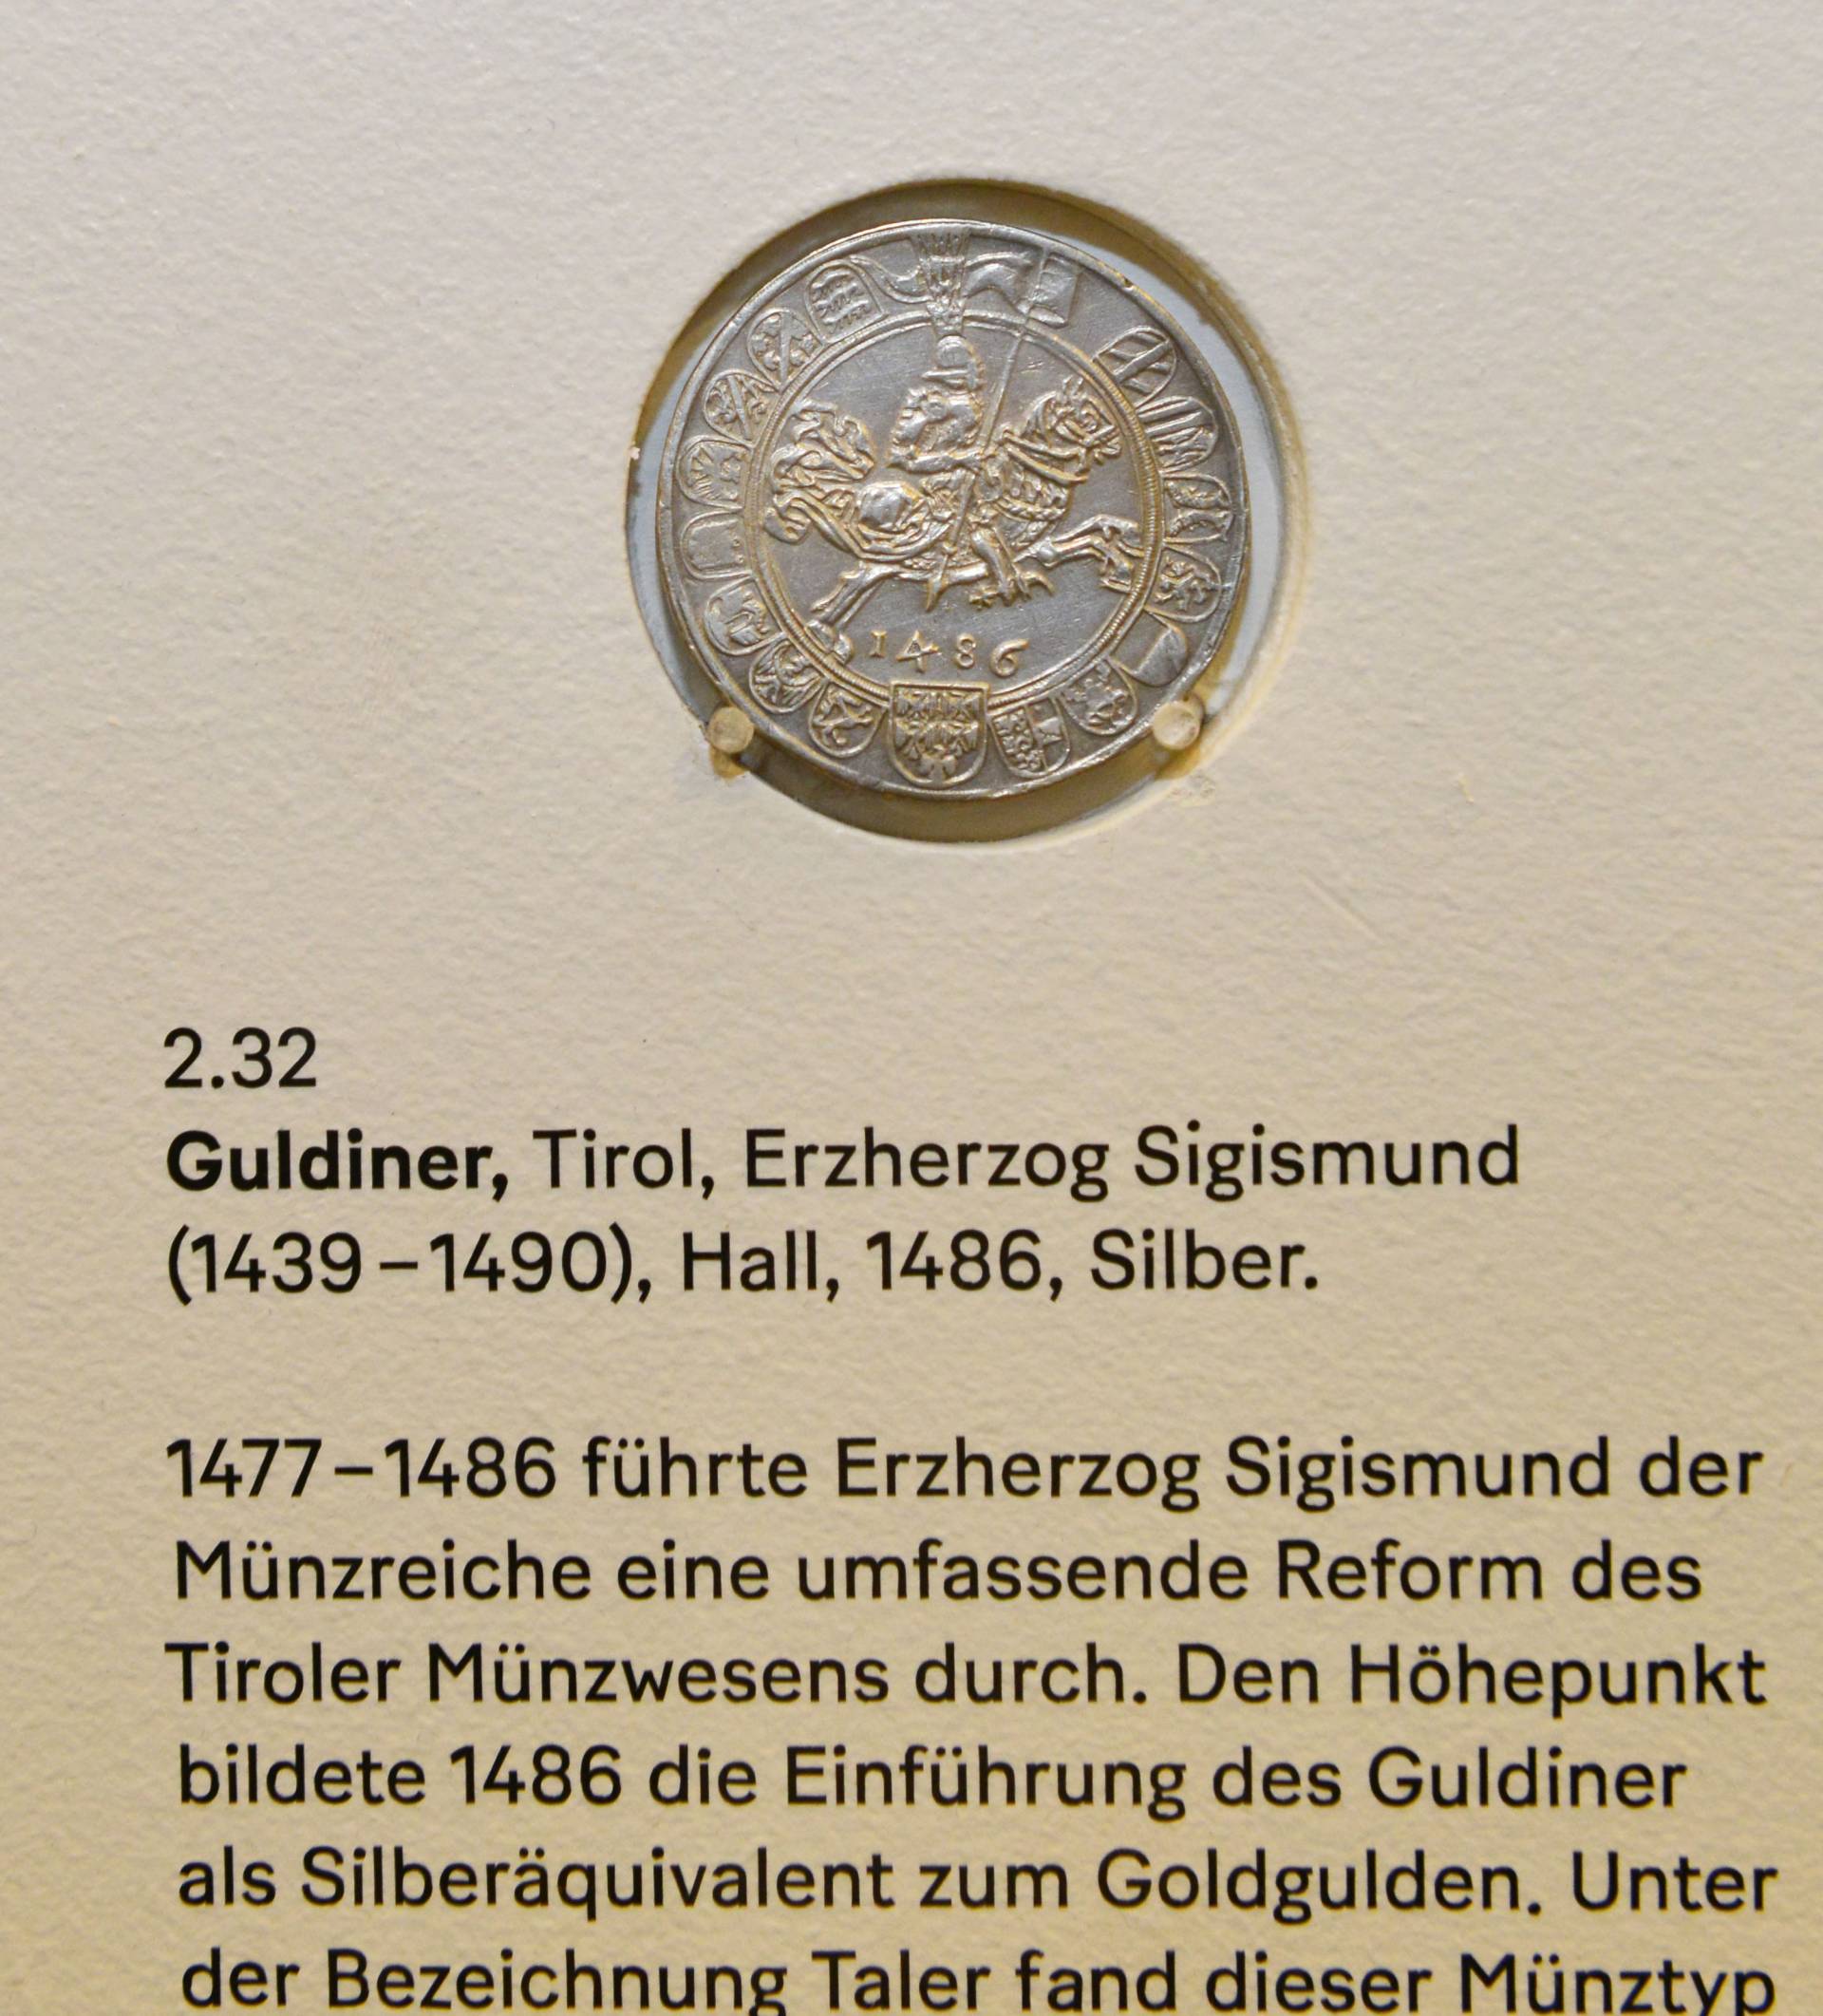 1486
2.32
Guldiner, Tirol, Erzherzog Sigismund
(1439–1490), Hall, 1486, Silber.
1477–1486 führte Erzherzog Sigismund der
Münzreiche eine umfassende Reform des
Tiroler Münzwesens durch. Den Höhepunkt
bildete 1486 die Einführung des Guldiner
als Silberäquivalent zum Goldgulden. Unter
der Bezeichnung Taler fand dieser Münztyp